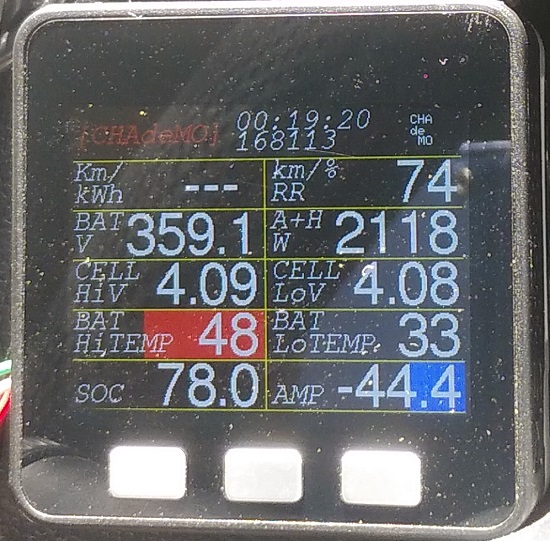 [CHAdeMO] 00:19:20
168113
CHA
de
MO
Km/
kWh ---
km/%
RR 74
BAT
V 359.1
A+H
W 2118
CELL
HiV 4.09
CELL
LoV 4.08
BAT
HiTEMP 48
BAT
LoTEMP 33
SOC 78.0
AMP -44.4